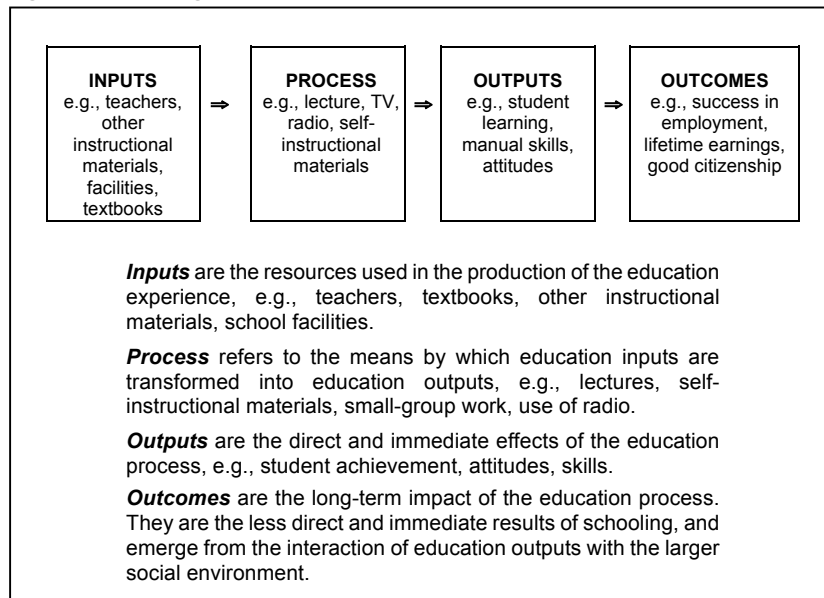 INPUTS
e.g., teachers,
other
instructional
materials,
facilities,
textbooks
⇒
PROCESS
e.g., lecture, TV,
radio, self-
instructional
materials
⇒
OUTPUTS
e.g., student
learning,
manual skills,
attitudes
⇒
OUTCOMES
e.g., success in
employment,
lifetime earnings,
good citizenship
Inputs are the resources used in the production of the education
experience, e.g., teachers, textbooks, other instructional
materials, school facilities.
Process refers to the means by which education inputs are
transformed into education outputs, e.g., lectures, self-
instructional materials, small-group work, use of radio.
Outputs are the direct and immediate effects of the education
process, e.g., student achievement, attitudes, skills.
Outcomes are the long-term impact of the education process.
They are the less direct and immediate results of schooling, and
emerge from the interaction of education outputs with the larger
social environment.